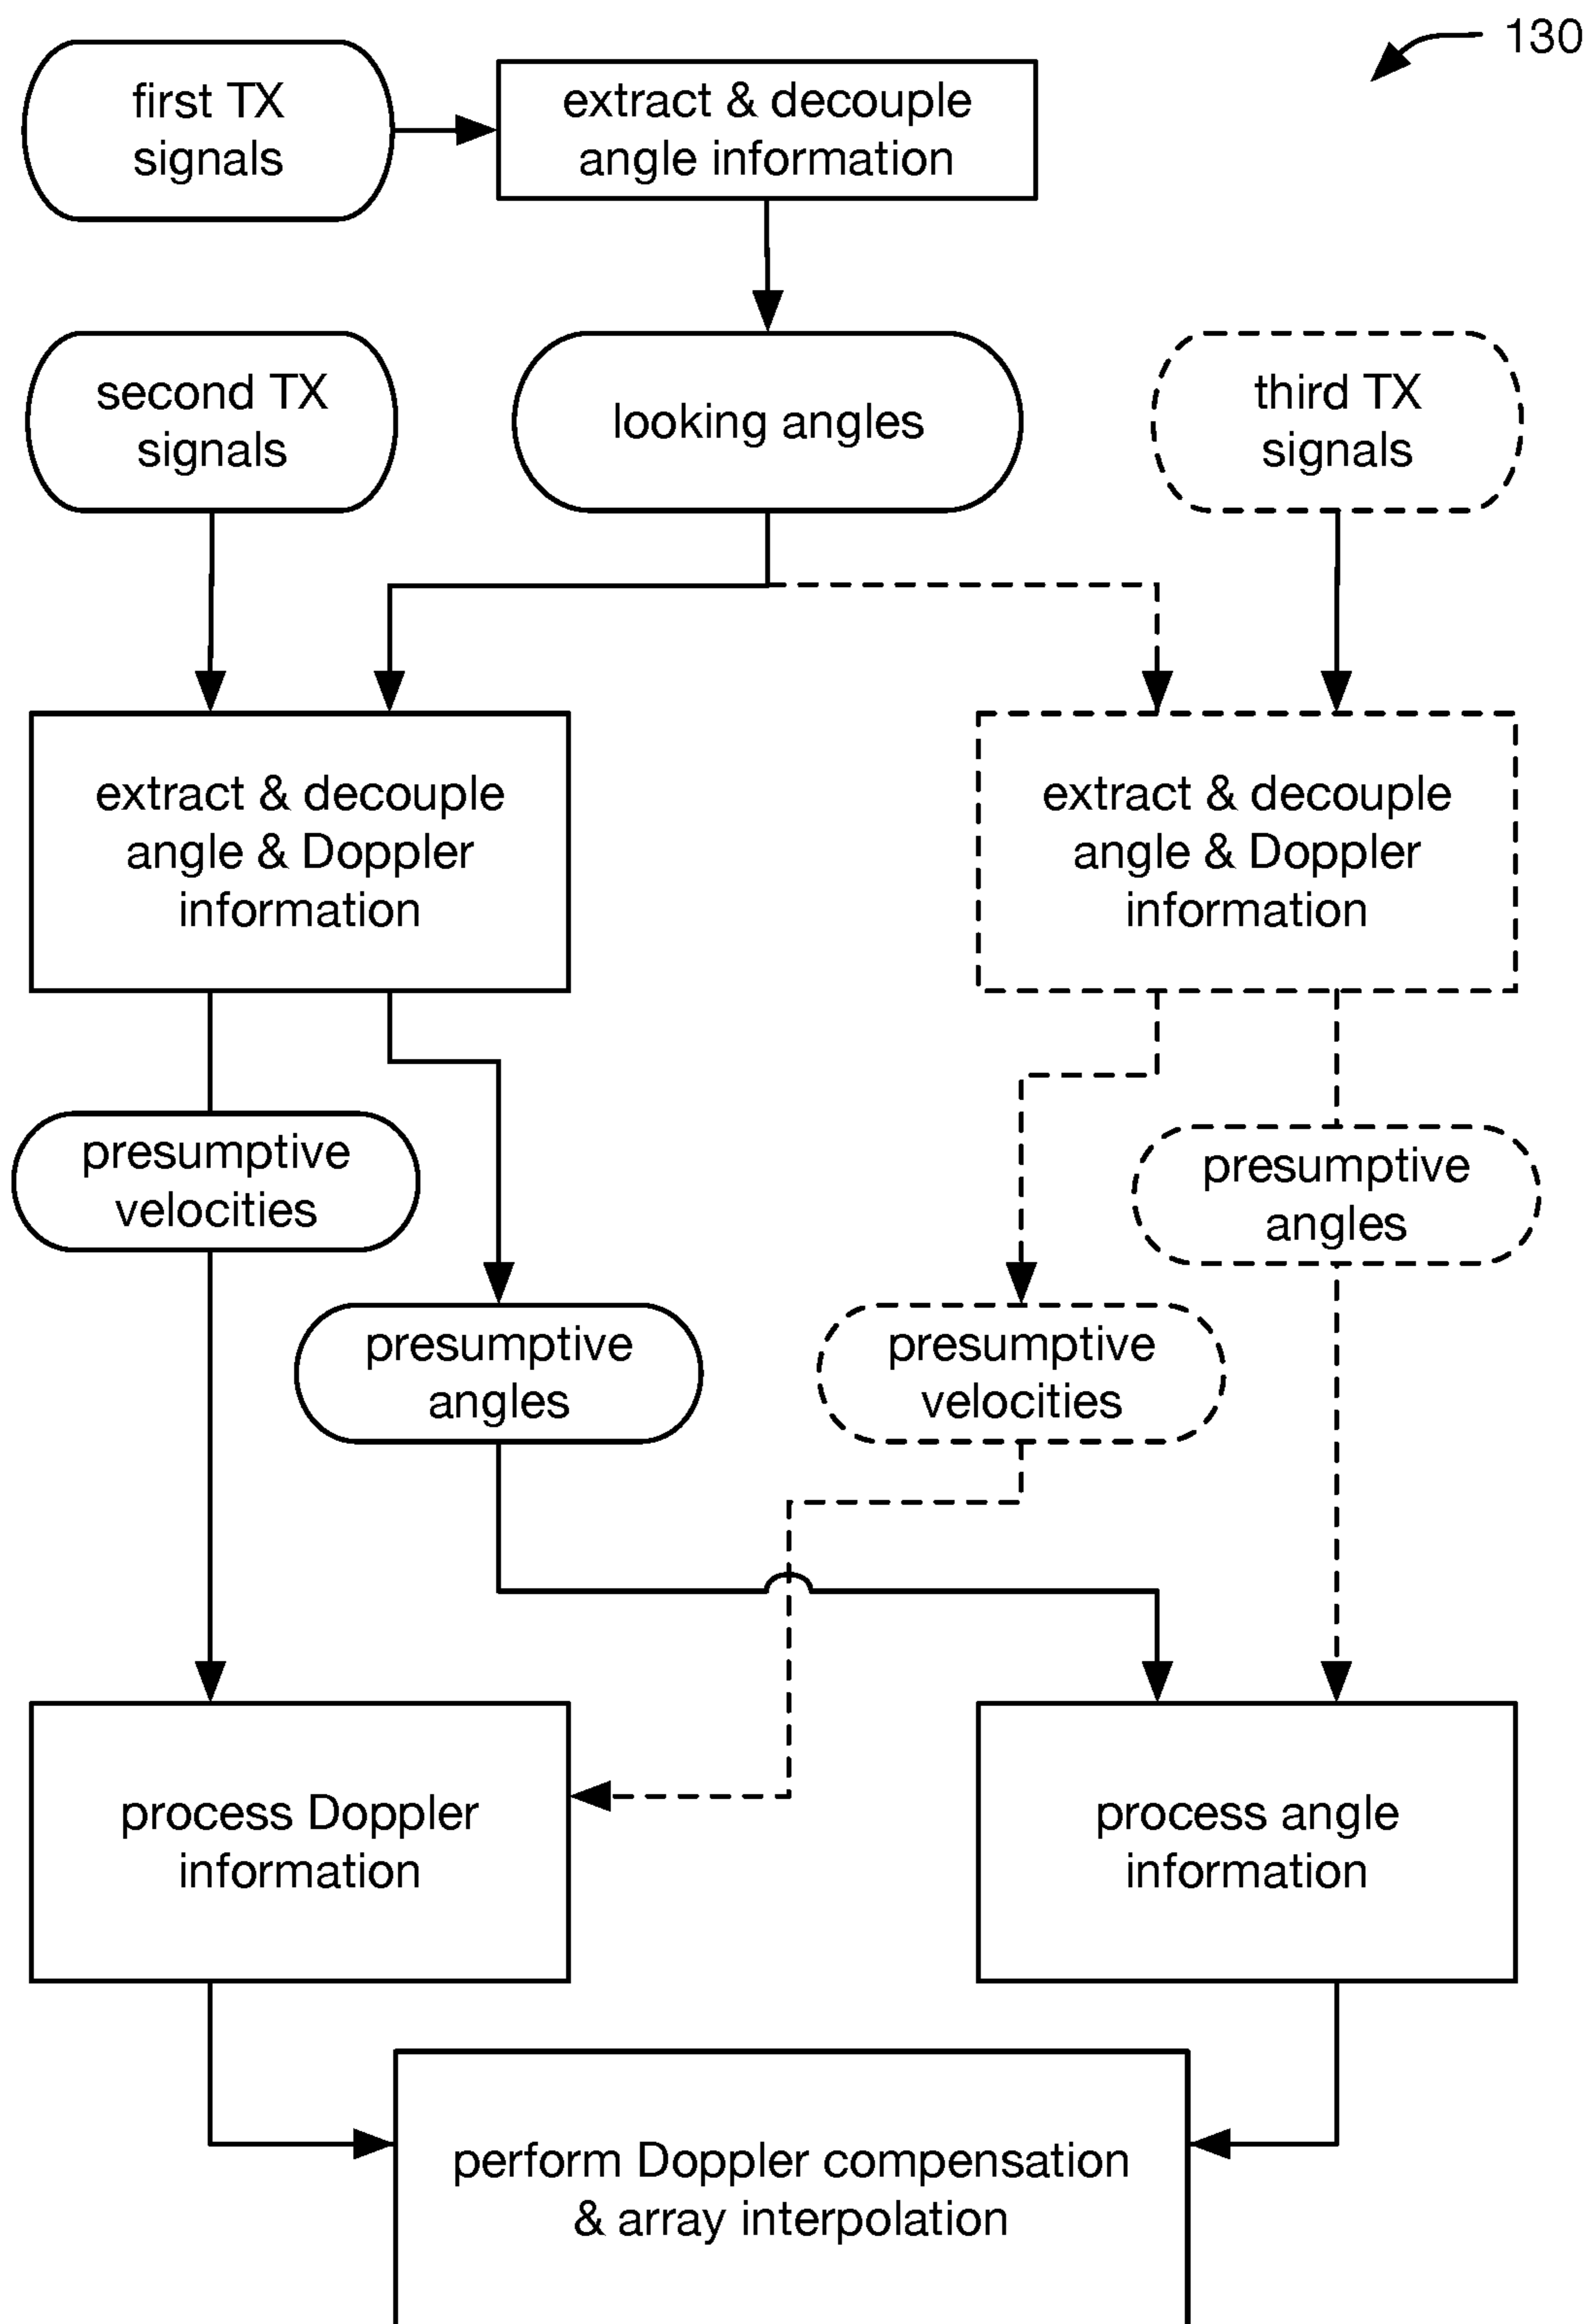 130
first TX
signals
extract & decouple
angle information
second TX
signals
looking angles
third TX
signals
extract & decouple
angle & Doppler
information
extract & decouple
angle & Doppler
information
presumptive
velocities
presumptive
angles
presumptive
angles
presumptive
velocities
process Doppler
information
process angle
information
perform Doppler compensation
& array interpolation